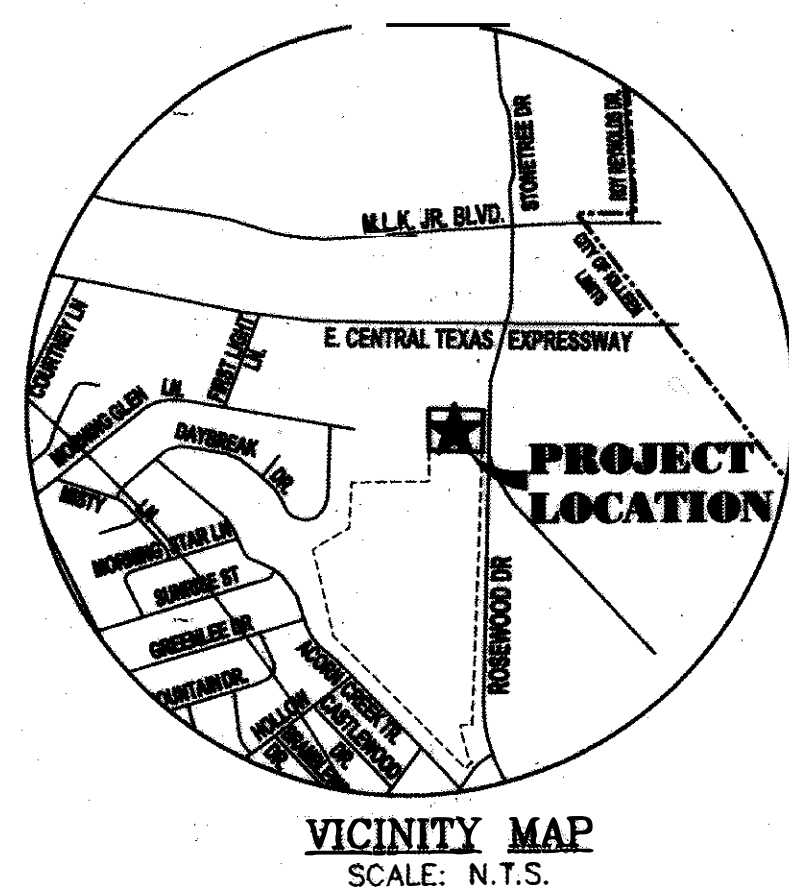 STONETREE DR
ROY REYNOLDS DR.
M.L.K. JR. BLVD.
CITY OF KILLEEN
LIMITS
E. CENTRAL TEXAS EXPRESSWAY
COURTNEY LN
FIRST LIGHT
LN.
MORNING GLEN LN.
DAYBREAK DR.
PROJECT
LOCATION
MISTY LN
MORNING STAR LN
SUNRISE ST
GREENLEE DR
OUNTAIN DR.
ROSEWOOD DR
ACORN CREEK TR.
HOLLOW
CASTLEWOOD
DR.
DR.
VICINITY MAP
SCALE: N.T.S.